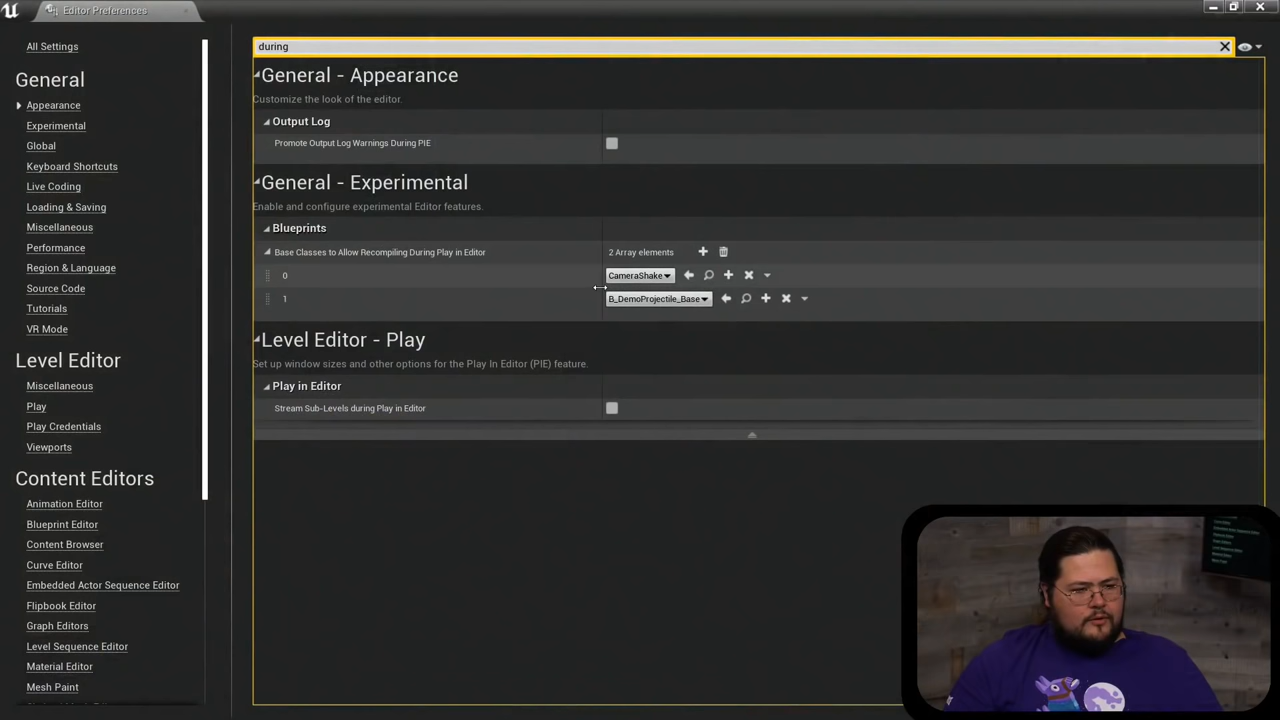 Editor Preferences
during
All Settings
General
Appearance
Experimental
Global
Keyboard Shortcuts
Live Coding
Loading & Saving
Miscellaneous
Performance
Region & Language
Source Code
Tutorials
VR Mode
Level Editor
Miscellaneous
Play
Play Credentials
Viewports
Content Editors
Animation Editor
Blueprint Editor
Content Browser
Curve Editor
Embedded Actor Sequence Editor
Flipbook Editor
Graph Editors
Level Sequence Editor
Material Editor
Mesh Paint
General - Appearance
Customize the look of the editor.
Output Log
Promote Output Log Warnings During PIE
General - Experimental
Enable and configure experimental Editor features.
Blueprints
Base Classes to Allow Recompiling During Play in Editor 2 Array elements
0 CameraShake
1 B_DemoProjectile_Base
Level Editor - Play
Set up window sizes and other options for the Play In Editor (PIE) feature.
Play in Editor
Stream Sub-Levels during Play in Editor